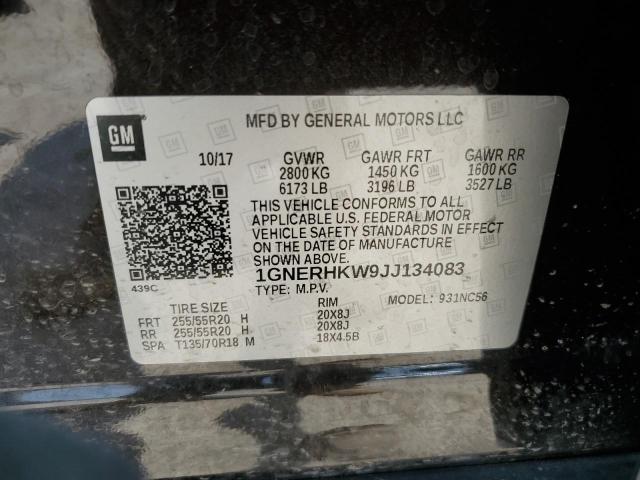 GM
MFD BY GENERAL MOTORS LLC
10/17 GVWR GAWR FRT GAWR RR
2800 KG 1450 KG 1600 KG
6173 LB 3196 LB 3527 LB
THIS VEHICLE CONFORMS TO ALL
APPLICABLE U.S. FEDERAL MOTOR
VEHICLE SAFETY STANDARDS IN
EFFECT ON THE DATE OF MANUFACTURE
SHOWN ABOVE.
1GNERHKW9JJ134083
439C
TYPE: M.P.V. MODEL: 931NC56
TIRE SIZE RIM
FRT 255/55R20 H 20X8J
RR 255/55R20 H 20X8J
SPA T135/70R18 M 18X4.5B